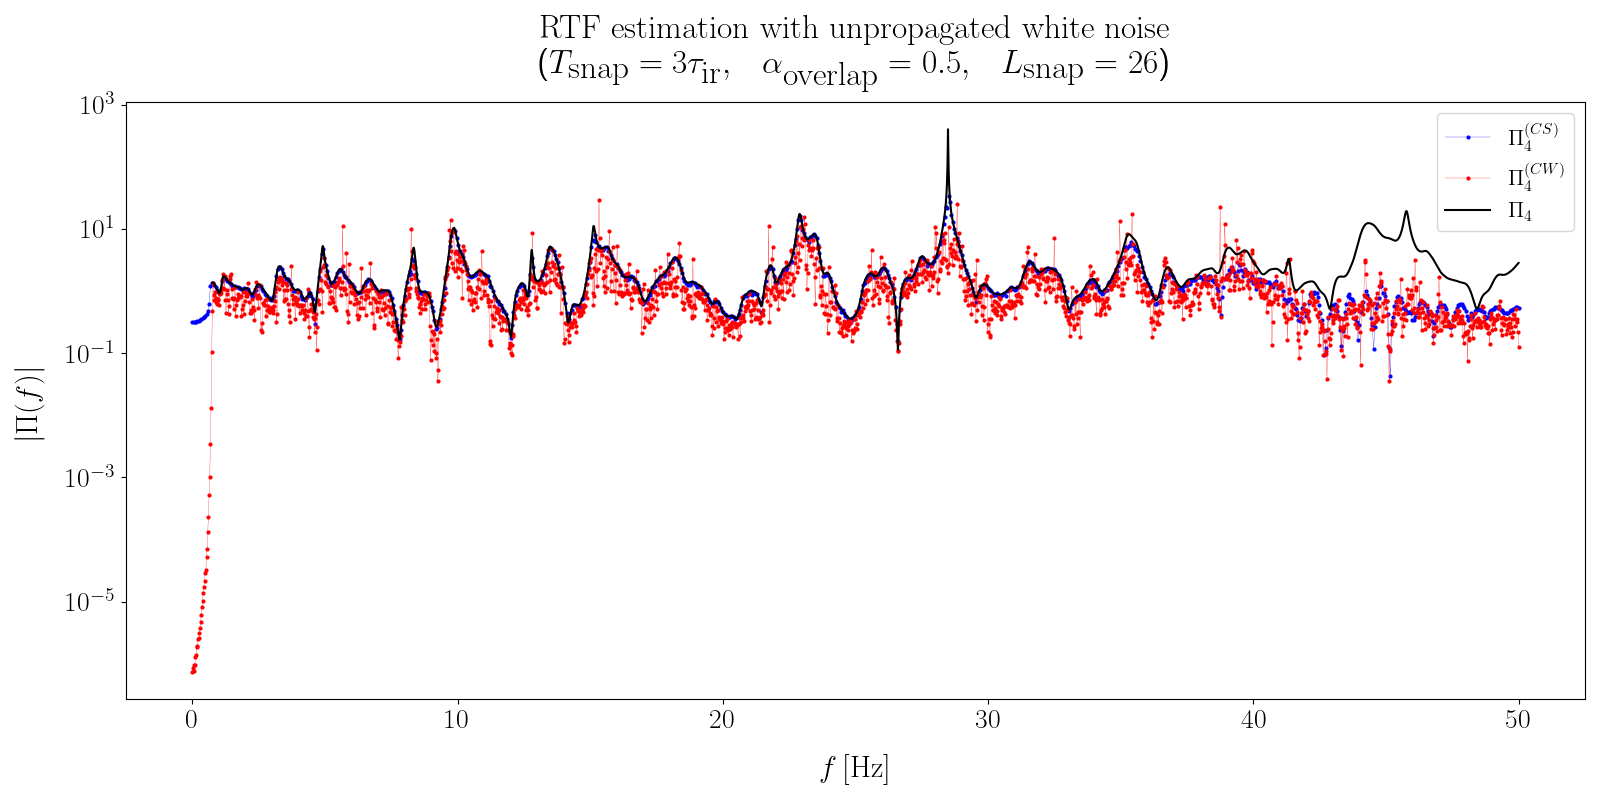 RTF estimation with unpropagated white noise
(T_snap = 3τ_ir, α_overlap = 0.5, L_snap = 26)
10^3
10^1
10^−1
10^−3
10^−5
|Π(f)|
Π_4^(CS)
Π_4^(CW)
Π_4
0 10 20 30 40 50
f [Hz]